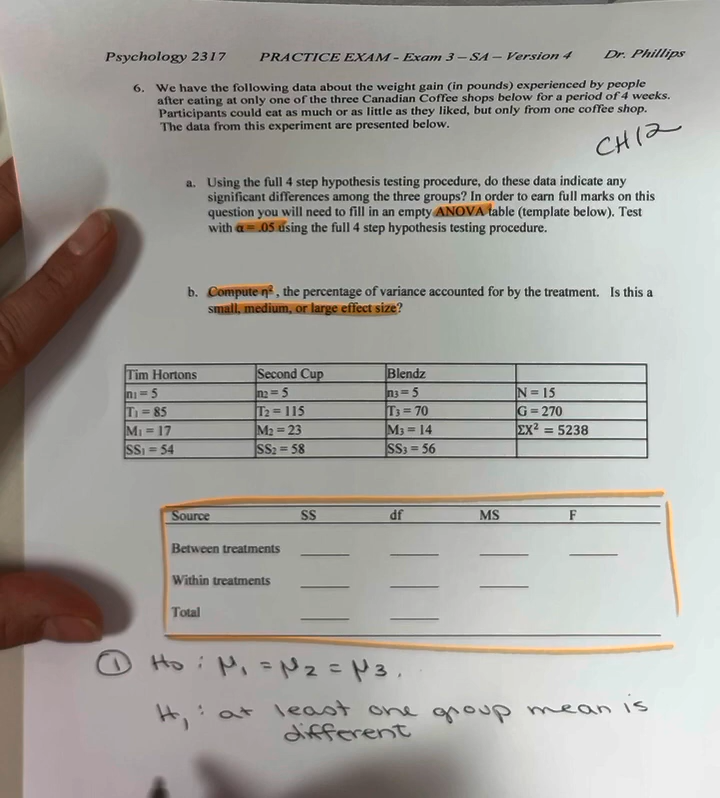 Psychology 2317 PRACTICE EXAM - Exam 3 – SA – Version 4 Dr. Phillips
6. We have the following data about the weight gain (in pounds) experienced by people
after eating at only one of the three Canadian Coffee shops below for a period of 4 weeks.
Participants could eat as much or as little as they liked, but only from one coffee shop.
The data from this experiment are presented below.
CH12
a. Using the full 4 step hypothesis testing procedure, do these data indicate any
significant differences among the three groups? In order to earn full marks on this
question you will need to fill in an empty ANOVA table (template below). Test
with α = .05 using the full 4 step hypothesis testing procedure.
b. Compute η², the percentage of variance accounted for by the treatment. Is this a
small, medium, or large effect size?
Tim Hortons Second Cup Blendz
n1 = 5 n2 = 5 n3 = 5 N = 15
T1 = 85 T2 = 115 T3 = 70 G = 270
M1 = 17 M2 = 23 M3 = 14 ΣX² = 5238
SS1 = 54 SS2 = 58 SS3 = 56
Source SS df MS F
Between treatments
Within treatments
Total
① H0 : μ1 = μ2 = μ3.
H1 : at least one group mean is
different